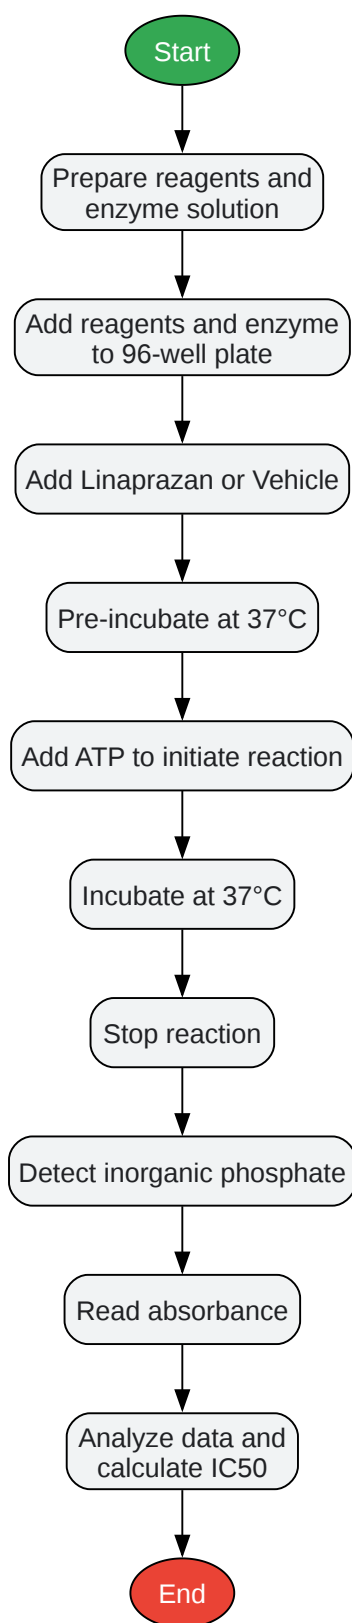 Start
Prepare reagents and
enzyme solution
Add reagents and enzyme
to 96-well plate
Add Linaprazan or Vehicle
Pre-incubate at 37°C
Add ATP to initiate reaction
Incubate at 37°C
Stop reaction
Detect inorganic phosphate
Read absorbance
Analyze data and
calculate IC50
End